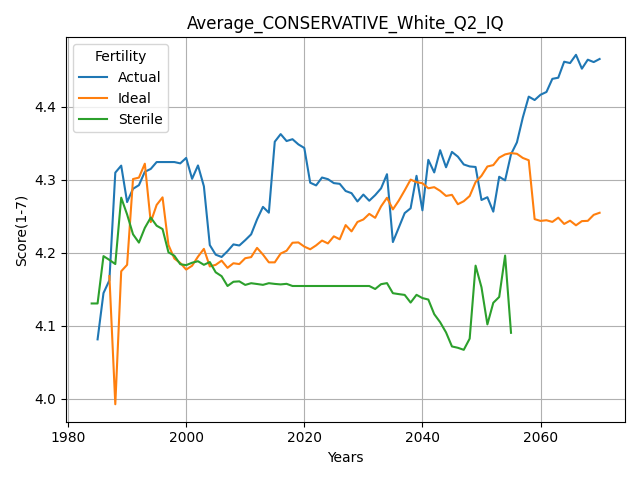 Average_CONSERVATIVE_White_Q2_IQ
Fertility
Actual
Ideal
Sterile
Score(1-7)
4.4
4.3
4.2
4.1
4.0
1980
2000
2020
2040
2060
Years